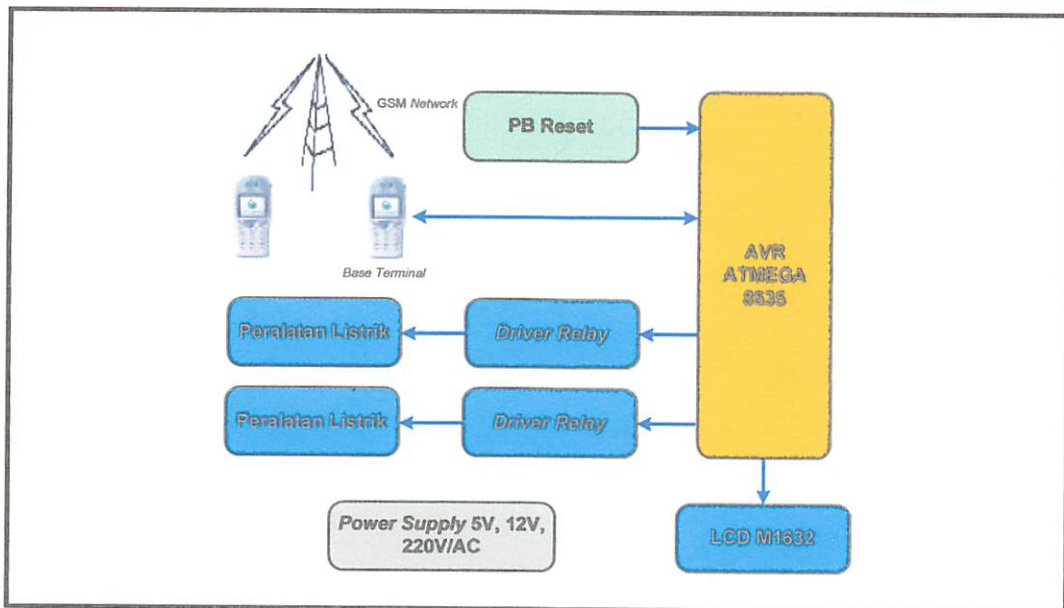 GSM Network
PB Reset
AVR
ATMEGA
8535
Base Terminal
Peralatan Listrik
Driver Relay
Peralatan Listrik
Driver Relay
Power Supply 5V, 12V,
220V/AC
LCD M1632